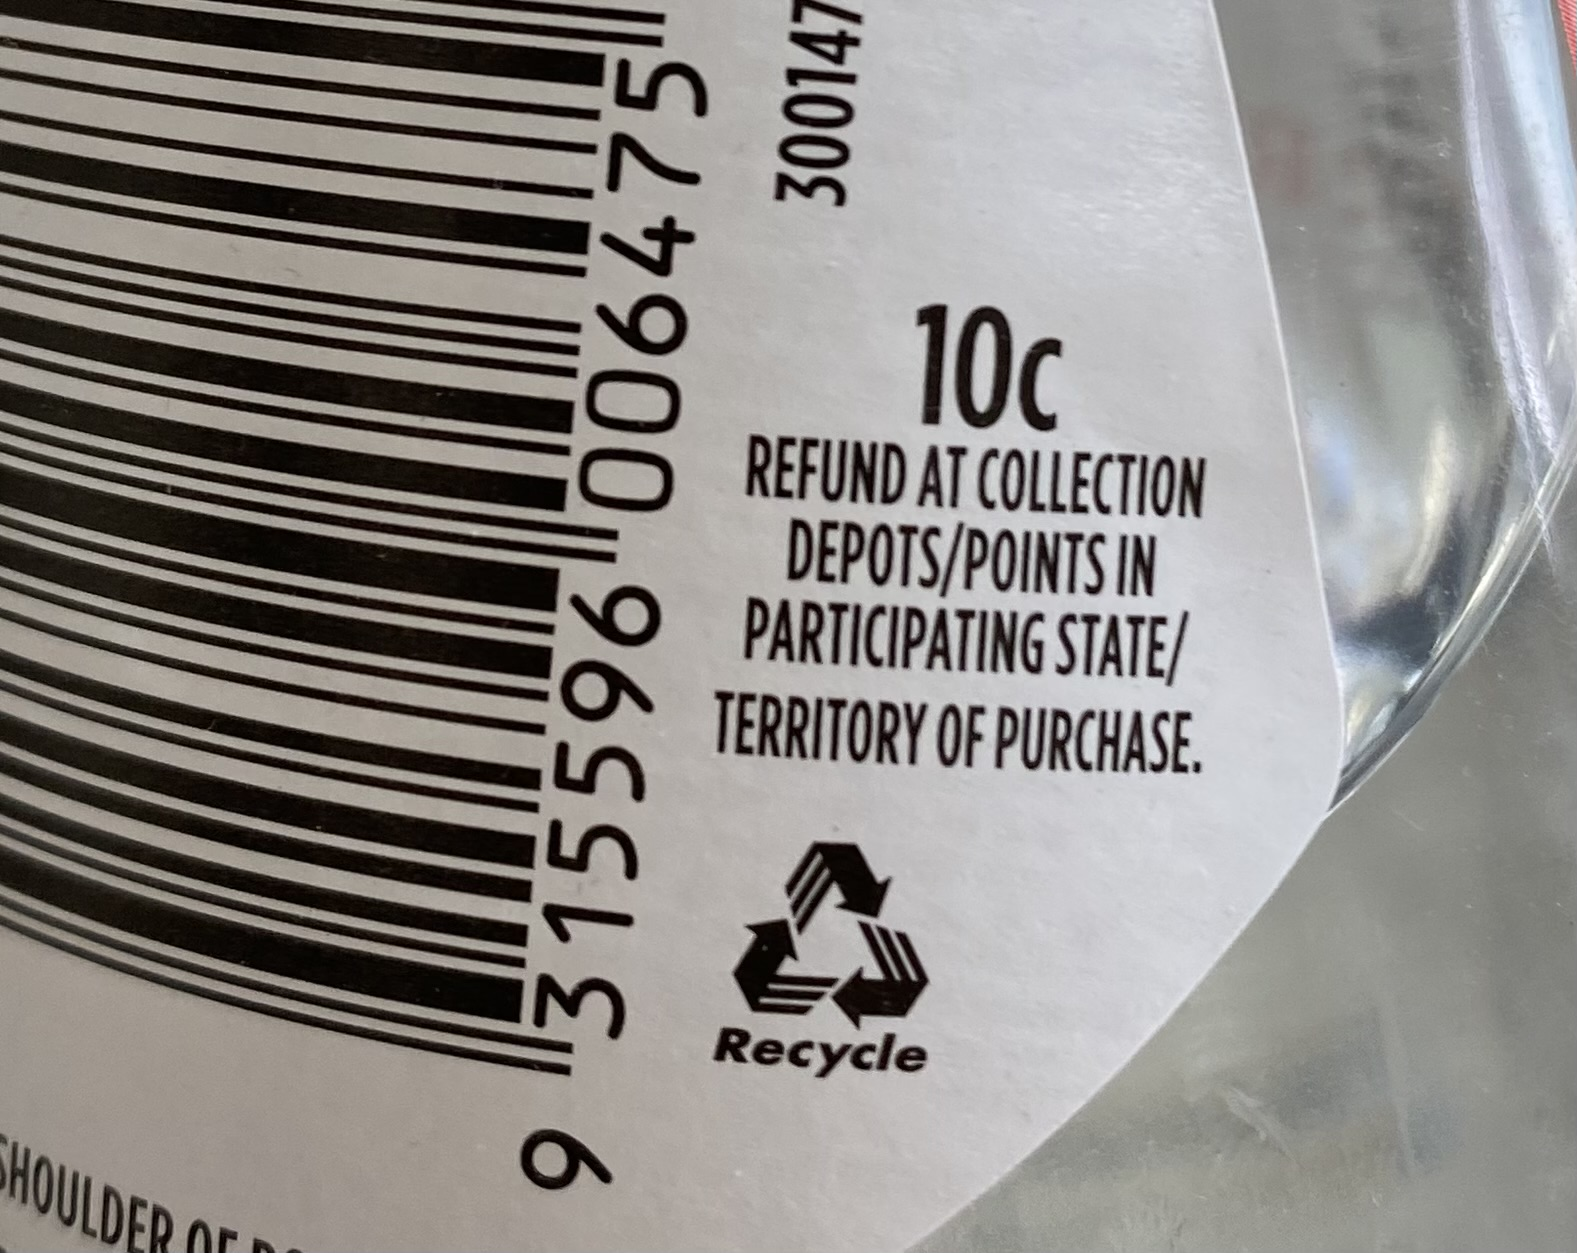 9 315596 006475
300147
10c
REFUND AT COLLECTION
DEPOTS/POINTS IN
PARTICIPATING STATE/
TERRITORY OF PURCHASE.
Recycle
SHOULDER OF